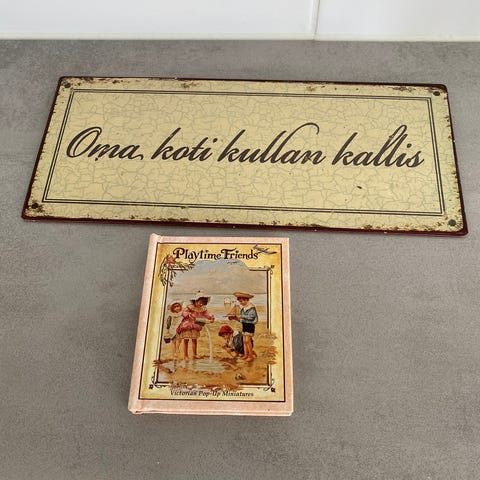 Oma koti kullan kallis
Playtime Friends
Victorian Pop-Up Miniatures